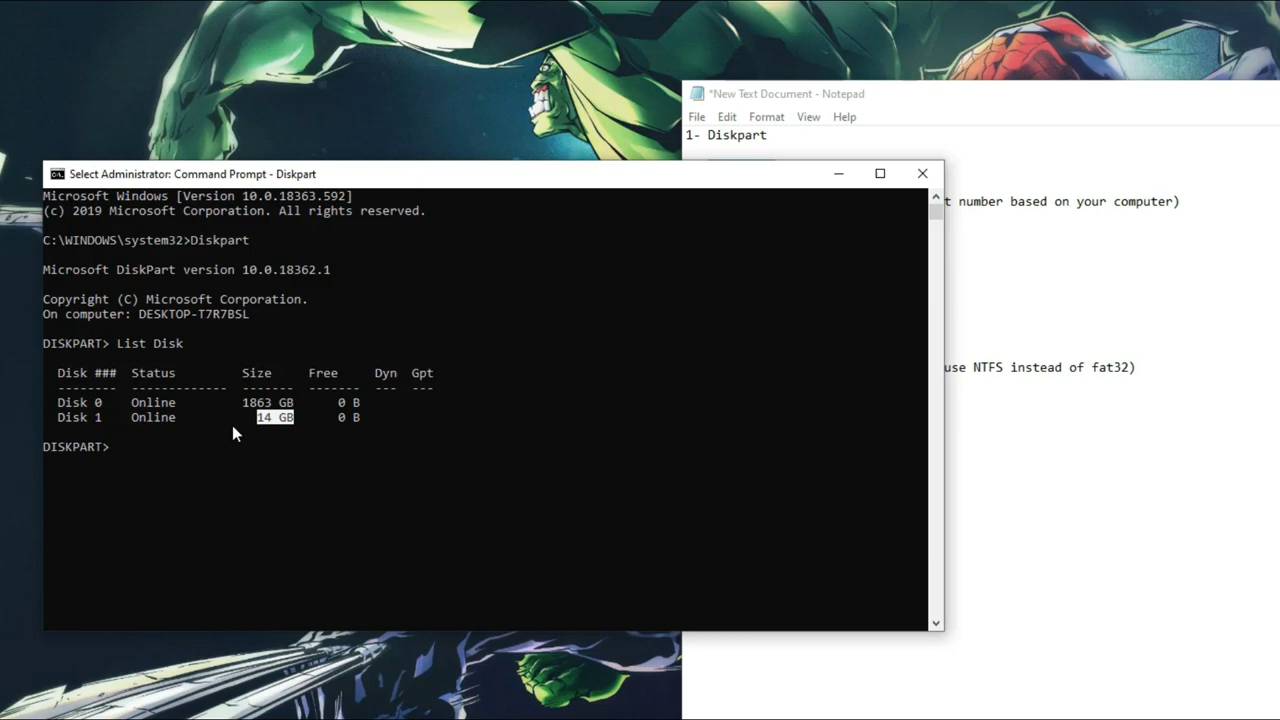 *New Text Document - Notepad
File Edit Format View Help
1- Diskpart
t number based on your computer)
use NTFS instead of fat32)
Select Administrator: Command Prompt - Diskpart
Microsoft Windows [Version 10.0.18363.592]
(c) 2019 Microsoft Corporation. All rights reserved.
C:\WINDOWS\system32>Diskpart
Microsoft DiskPart version 10.0.18362.1
Copyright (C) Microsoft Corporation.
On computer: DESKTOP-T7R7BSL
DISKPART> List Disk
Disk ### Status Size Free Dyn Gpt
-------- ------------- ------- ------- --- ---
Disk 0 Online 1863 GB 0 B
Disk 1 Online 14 GB 0 B
DISKPART>